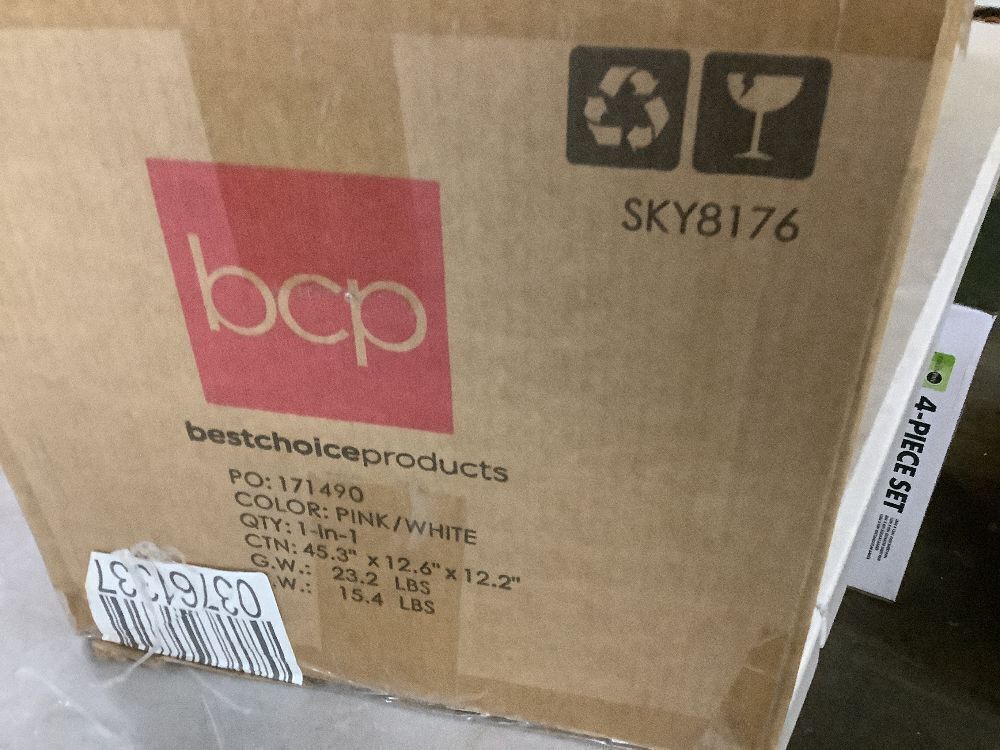 SKY8176
bcp
bestchoiceproducts
PO: 171490
COLOR: PINK/WHITE
QTY: 1-in-1
CTN: 45.3" x 12.6" x 12.2"
G.W.: 23.2 LBS
.W.: 15.4 LBS
4-PIECE SET